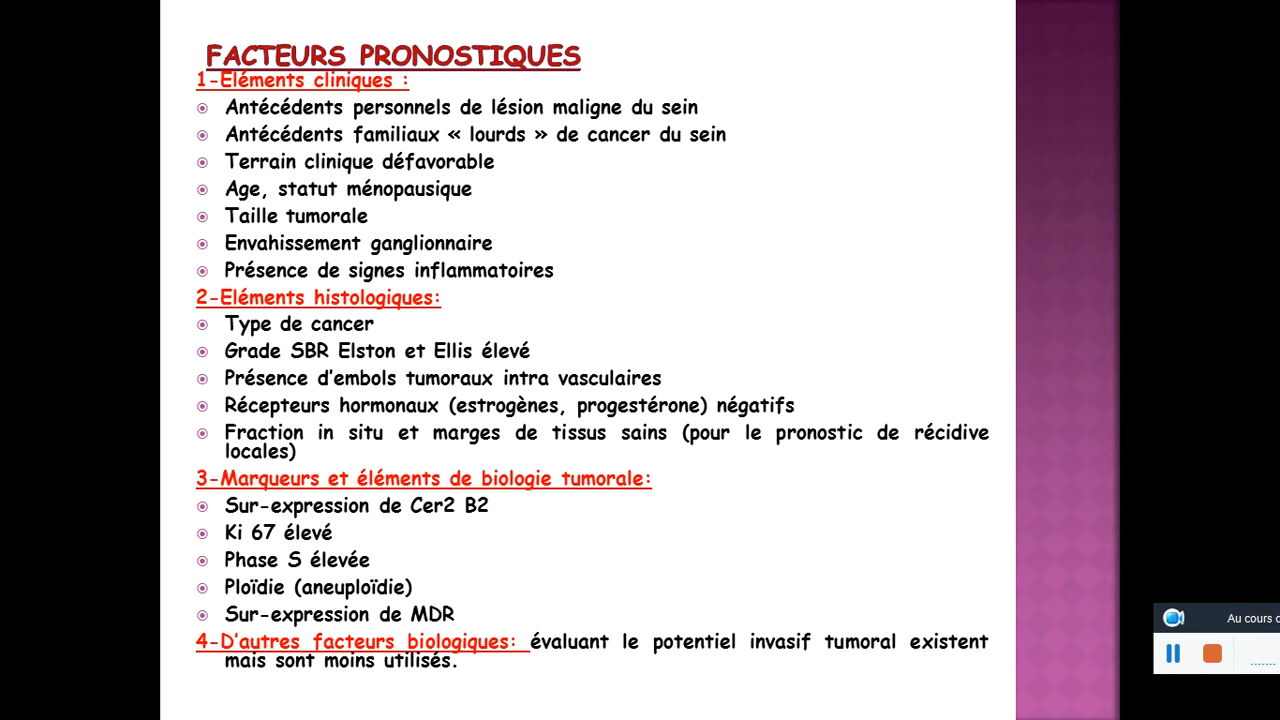 FACTEURS PRONOSTIQUES
1-Eléments cliniques :
Antécédents personnels de lésion maligne du sein
Antécédents familiaux « lourds » de cancer du sein
Terrain clinique défavorable
Age, statut ménopausique
Taille tumorale
Envahissement ganglionnaire
Présence de signes inflammatoires
2-Eléments histologiques:
Type de cancer
Grade SBR Elston et Ellis élevé
Présence d'embols tumoraux intra vasculaires
Récepteurs hormonaux (estrogènes, progestérone) négatifs
Fraction in situ et marges de tissus sains (pour le pronostic de récidive
locales)
3-Marqueurs et éléments de biologie tumorale:
Sur-expression de Cer2 B2
Ki 67 élevé
Phase S élevée
Ploïdie (aneuploïdie)
Sur-expression de MDR
4-D'autres facteurs biologiques: évaluant le potentiel invasif tumoral existent
mais sont moins utilisés.
Au cours